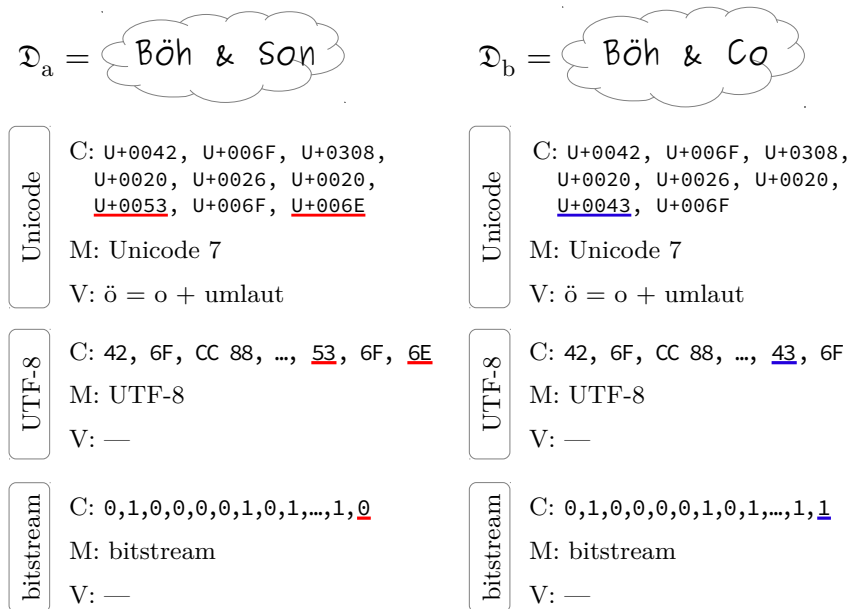 𝔇a = Böh & Son
Unicode
C: U+0042, U+006F, U+0308,
U+0020, U+0026, U+0020,
U+0053, U+006F, U+006E
M: Unicode 7
V: ö = o + umlaut
UTF-8
C: 42, 6F, CC 88, …, 53, 6F, 6E
M: UTF-8
V: —
bitstream
C: 0,1,0,0,0,0,1,0,1,…,1,0
M: bitstream
V: —
𝔇b = Böh & Co
Unicode
C: U+0042, U+006F, U+0308,
U+0020, U+0026, U+0020,
U+0043, U+006F
M: Unicode 7
V: ö = o + umlaut
UTF-8
C: 42, 6F, CC 88, …, 43, 6F
M: UTF-8
V: —
bitstream
C: 0,1,0,0,0,0,1,0,1,…,1,1
M: bitstream
V: —